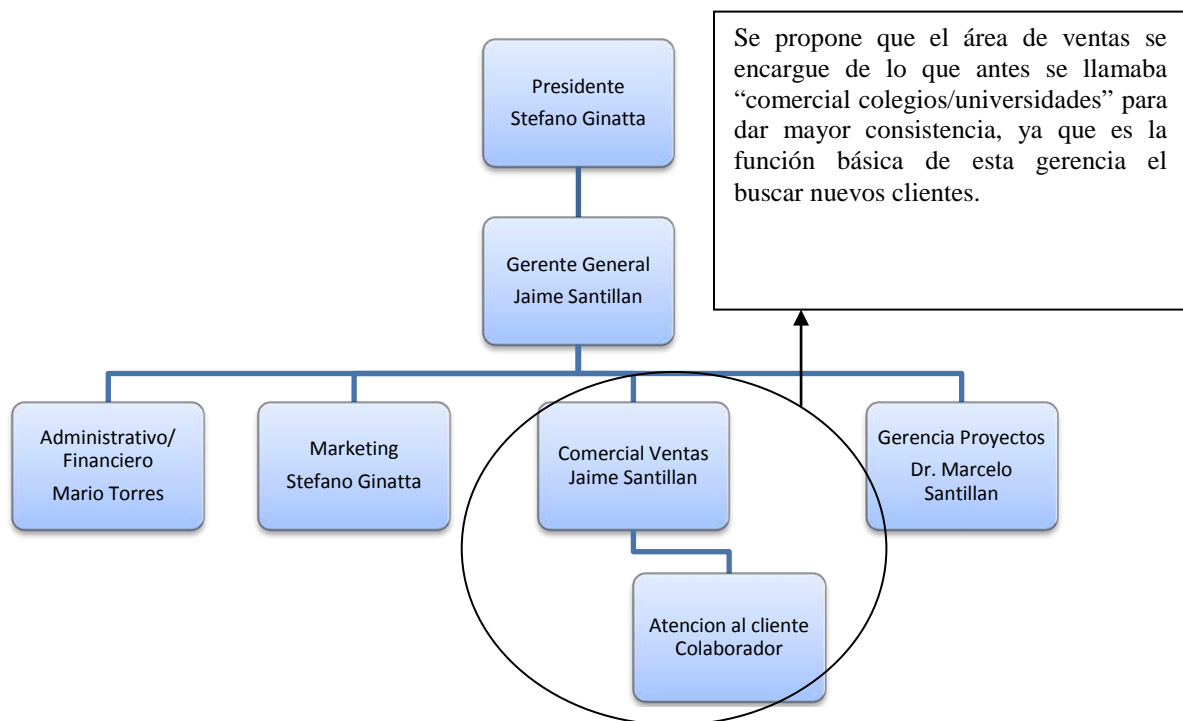 Se propone que el área de ventas se
encargue de lo que antes se llamaba
“comercial colegios/universidades” para
dar mayor consistencia, ya que es la
función básica de esta gerencia el
buscar nuevos clientes.
Presidente
Stefano Ginatta
Gerente General
Jaime Santillan
Administrativo/
Financiero
Mario Torres
Marketing
Stefano Ginatta
Comercial Ventas
Jaime Santillan
Gerencia Proyectos
Dr. Marcelo
Santillan
Atencion al cliente
Colaborador